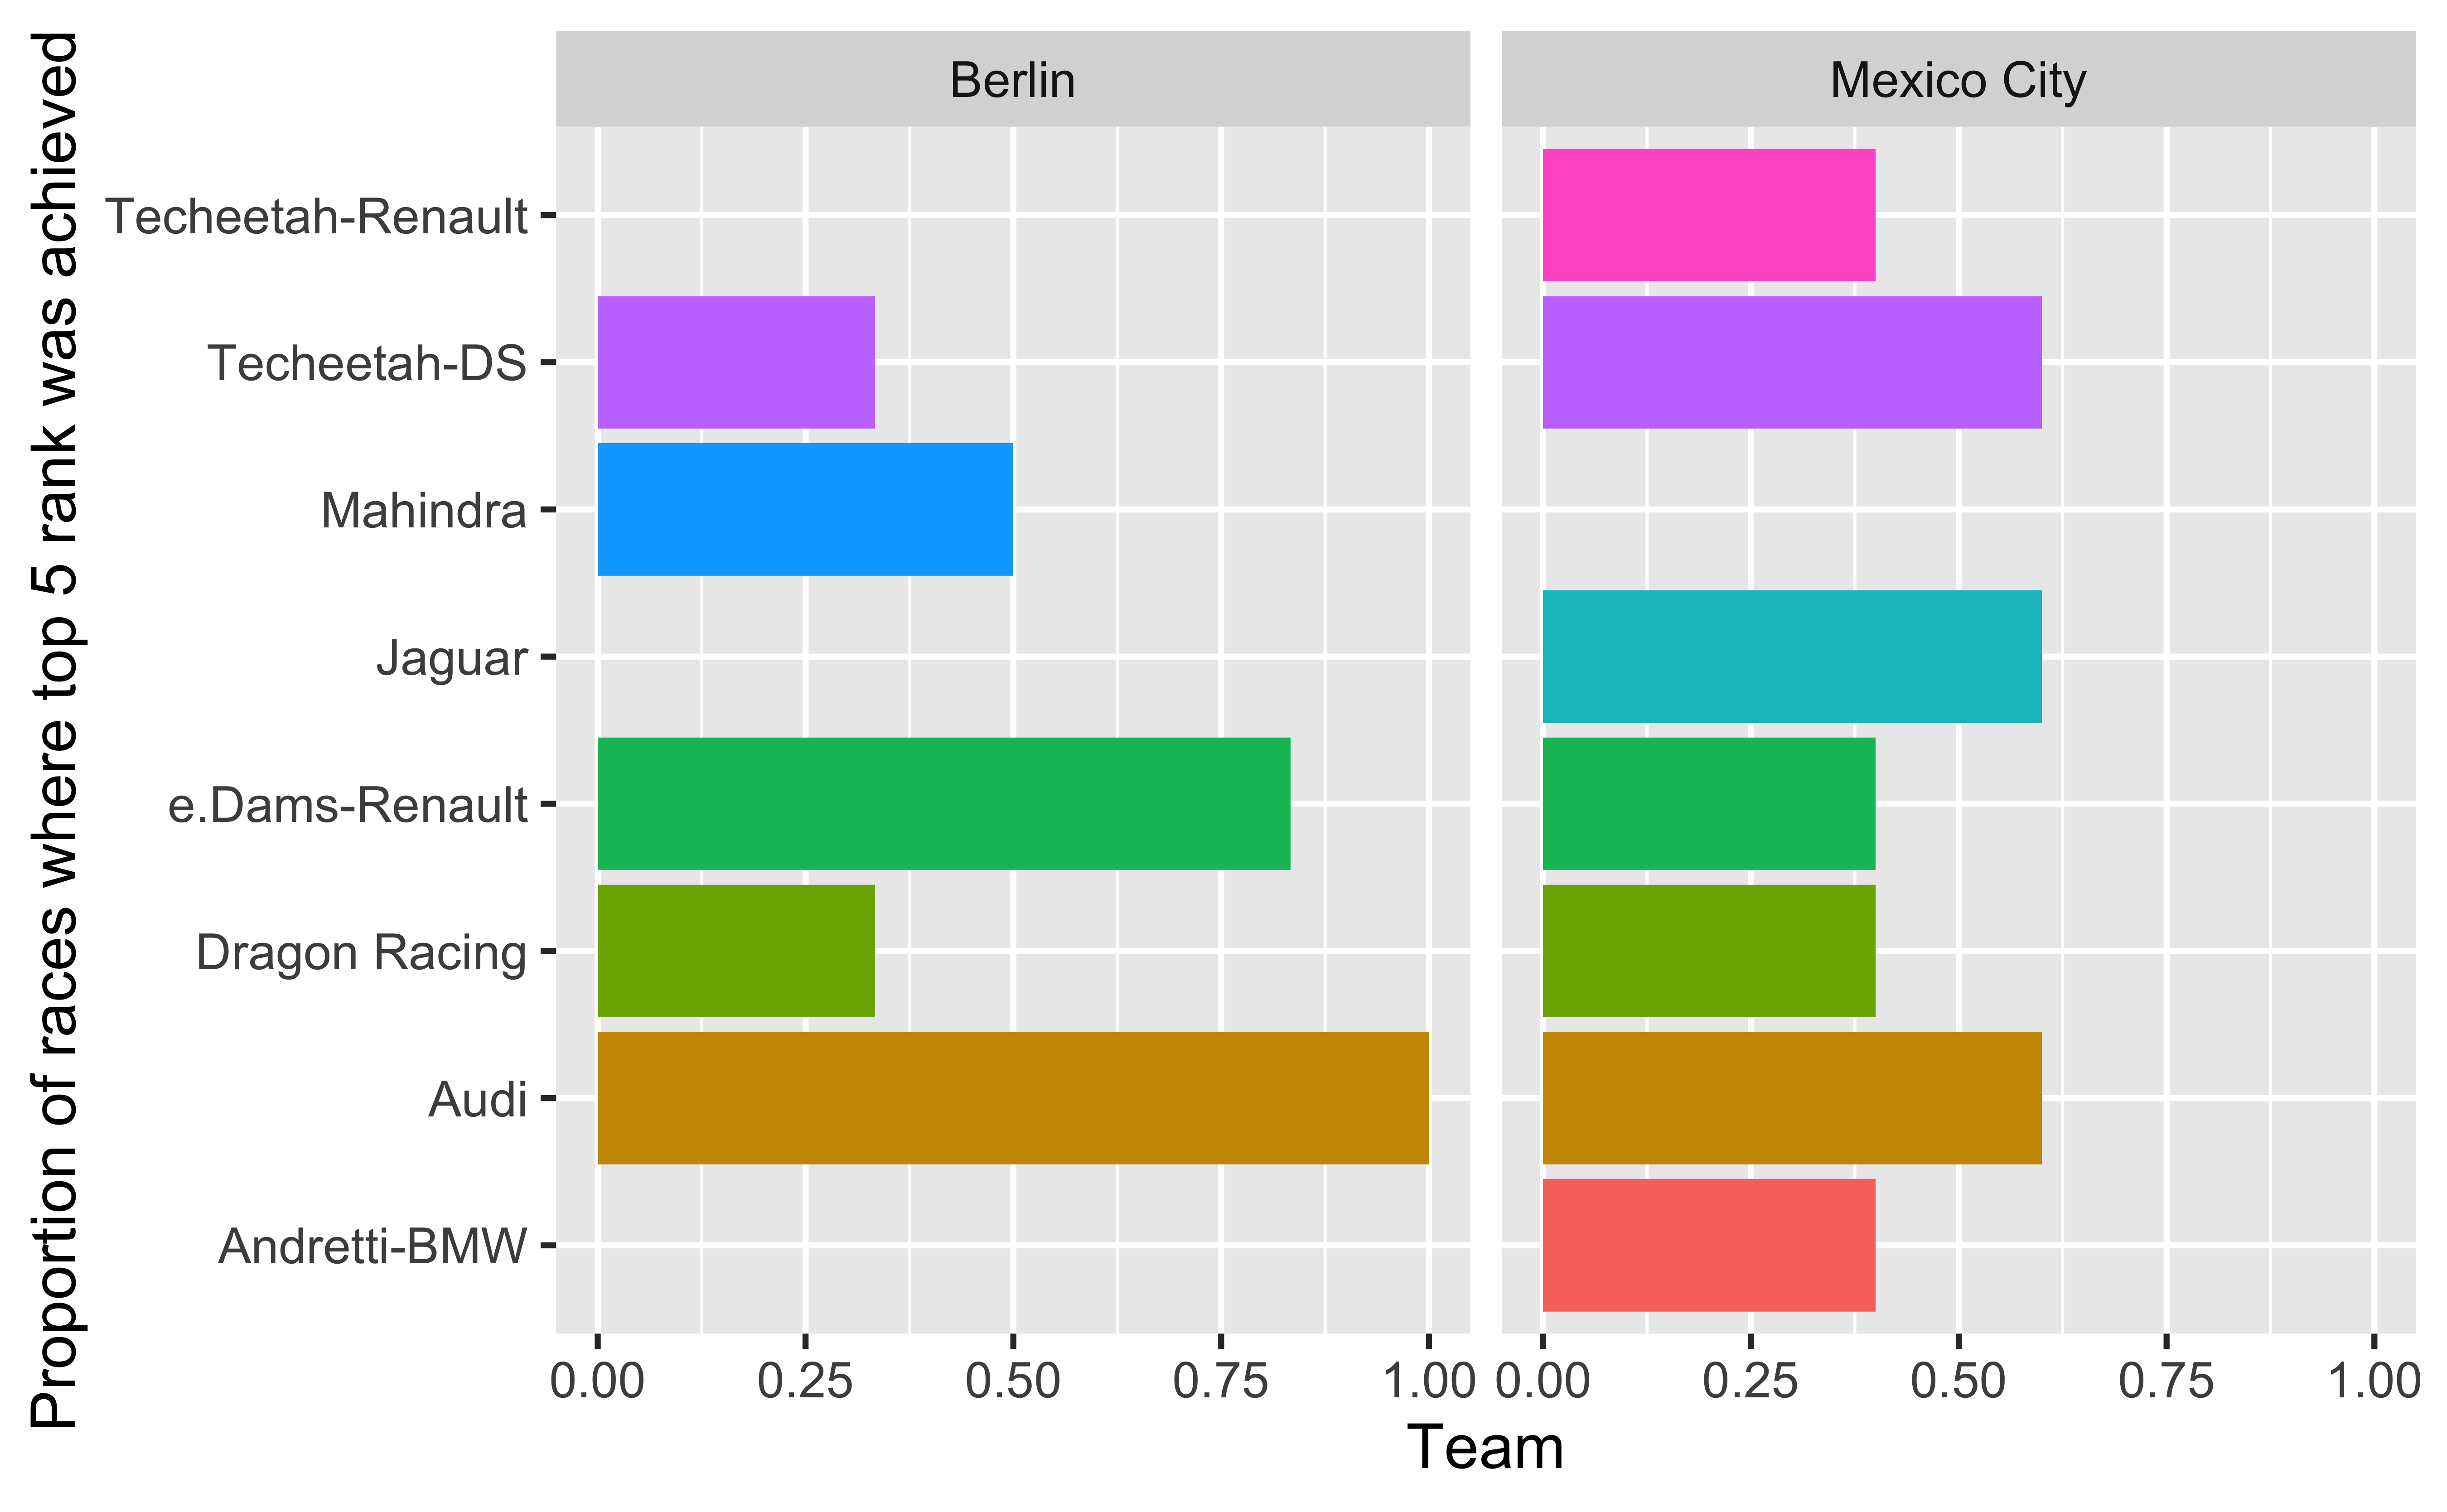 Berlin
Mexico City
Proportion of races where top 5 rank was achieved
Techeetah-Renault
Techeetah-DS
Mahindra
Jaguar
e.Dams-Renault
Dragon Racing
Audi
Andretti-BMW
0.00 0.25 0.50 0.75 1.00 0.00 0.25 0.50 0.75 1.00
Team